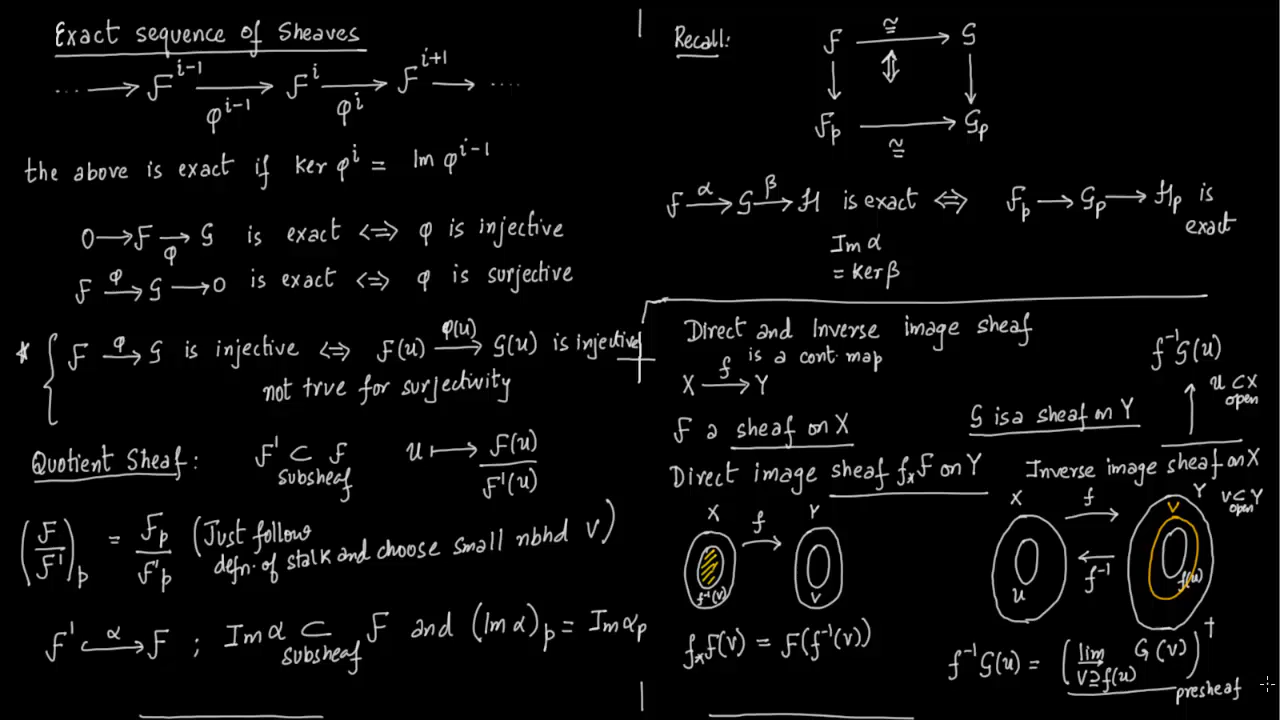 Exact sequence of Sheaves
... → F^{i-1} → F^i → F^{i+1} → ....
φ^{i-1} φ^i
the above is exact if ker φ^i = Im φ^{i-1}
0 → F → G is exact <=> φ is injective
φ
F →^φ G → 0 is exact <=> φ is surjective
* { F →^φ G is injective <=> F(u) →^{φ(u)} G(u) is injective
not true for surjectivity
Quotient Sheaf: F' ⊂ F u ↦ F(u)/F'(u)
subsheaf
(F/F')_p = F_p/F'_p (Just follow
defn. of stalk and choose small nbhd V)
F' ↪^α F ; Im α ⊂ F and (Im α)_p = Im α_p
subsheaf
Recall: F →^≅ G
⇕
F_p → G_p
≅
F →^α G →^β H is exact <=> F_p → G_p → H_p is
exact
Im α
= ker β
Direct and Inverse image sheaf
f is a cont. map
X → Y
F a sheaf on X
Direct image sheaf f_*F on Y
X f Y
f^{-1}(V) V
f_*F(V) = F(f^{-1}(V))
f^{-1}G(u)
↑ u ⊂ X
open
G is a sheaf on Y
Inverse image sheaf on X
X f Y V ⊂ Y
open
V
f^{-1}
u f(u)
f^{-1}G(u) = (lim G(V))^†
→
V⊇f(u)
presheaf